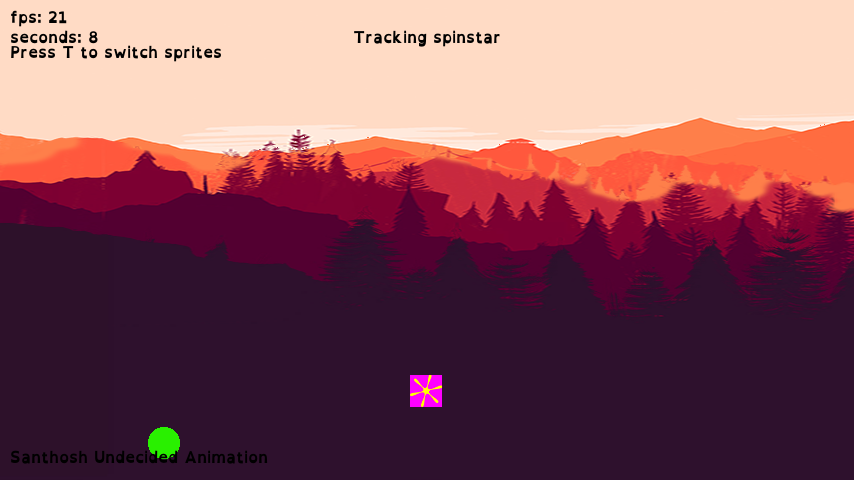 fps: 21
seconds: 8
Press T to switch sprites
Tracking spinstar
Santhosh Undecided Animation